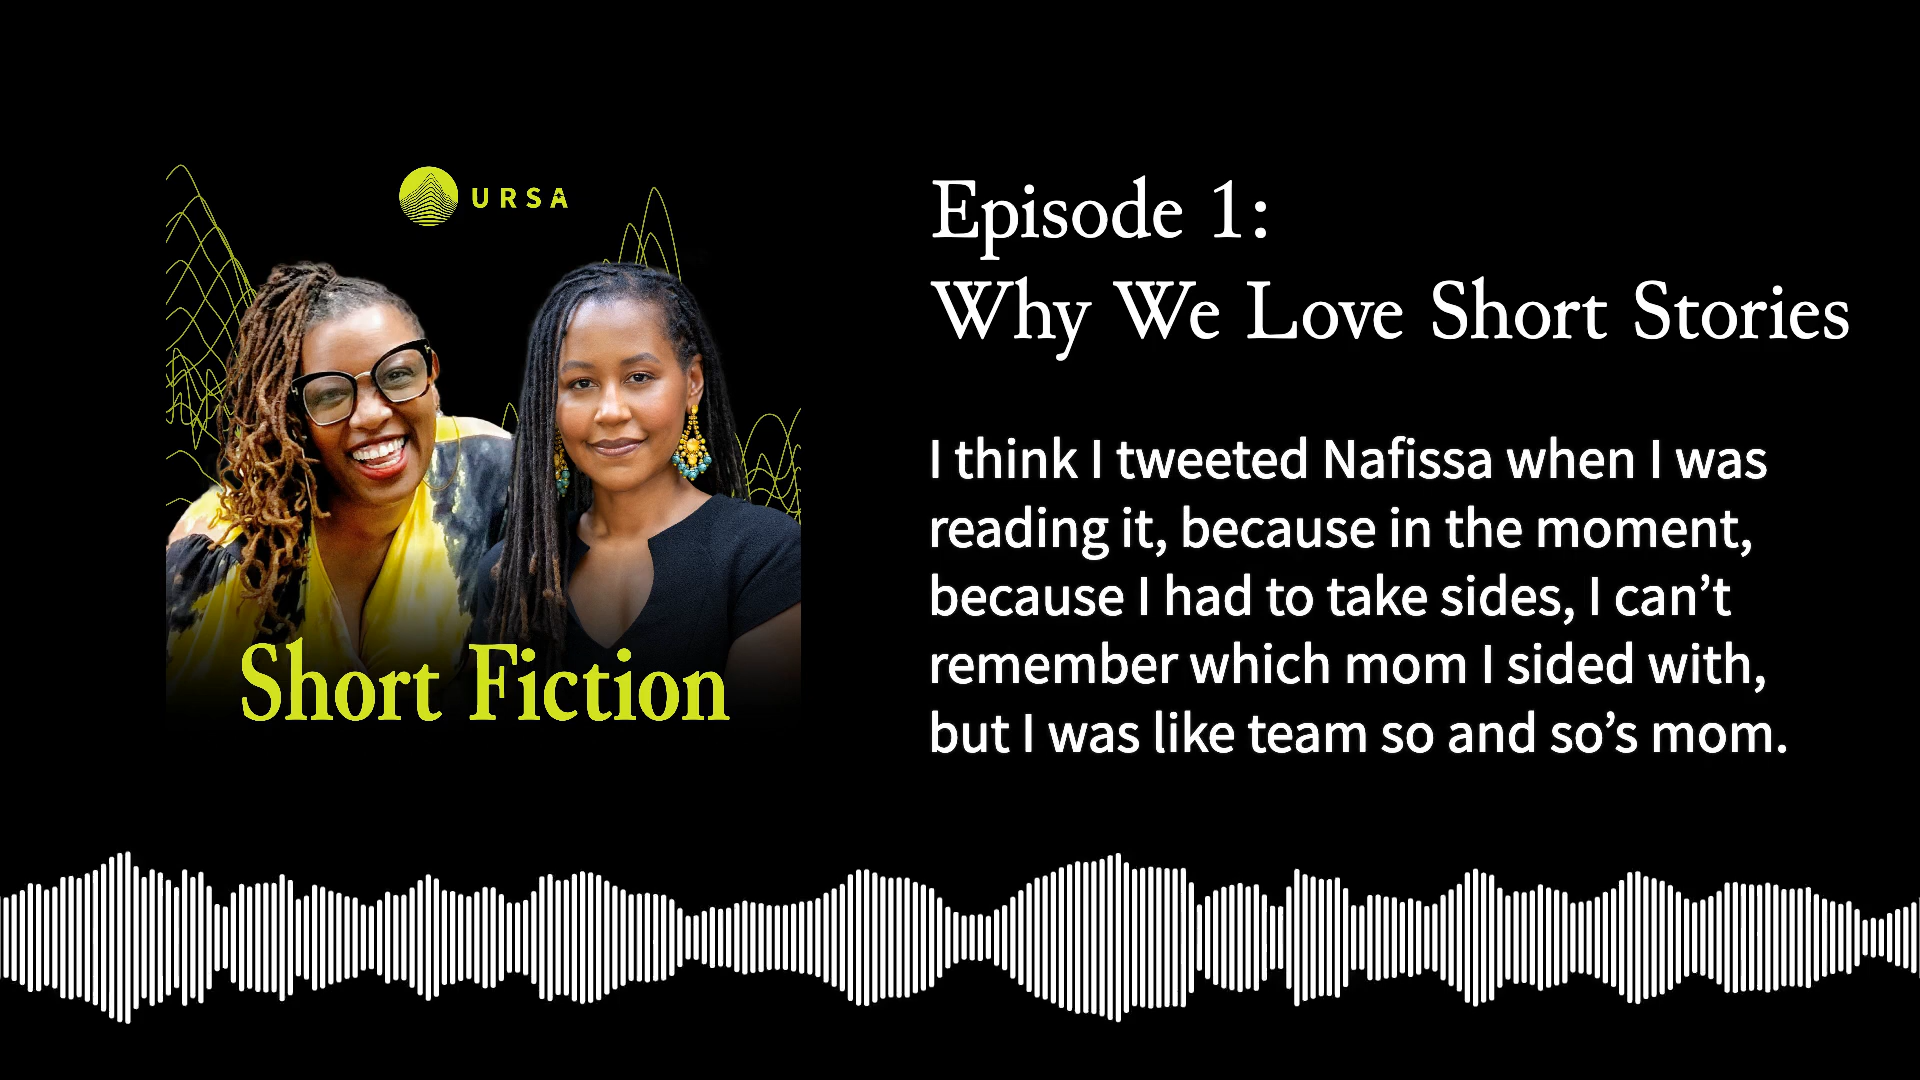 URSA
Short Fiction
Episode 1:
Why We Love Short Stories
I think I tweeted Nafissa when I was
reading it, because in the moment,
because I had to take sides, I can’t
remember which mom I sided with,
but I was like team so and so’s mom.